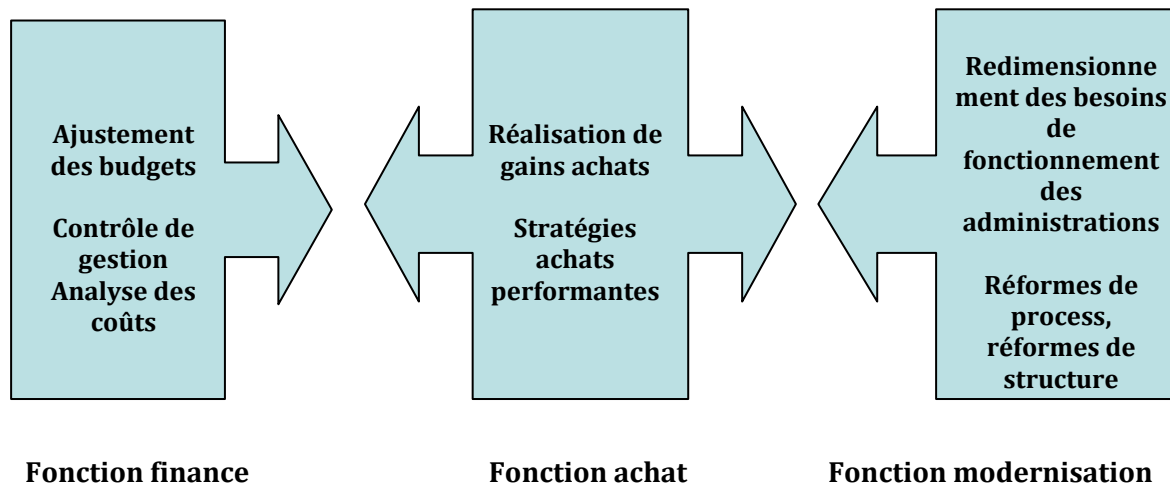 Ajustement
des budgets
Contrôle de
gestion
Analyse des
coûts
Réalisation de
gains achats
Stratégies
achats
performantes
Redimensionne
ment des besoins
de
fonctionnement
des
administrations
Réformes de
process,
réformes de
structure
Fonction finance
Fonction achat
Fonction modernisation